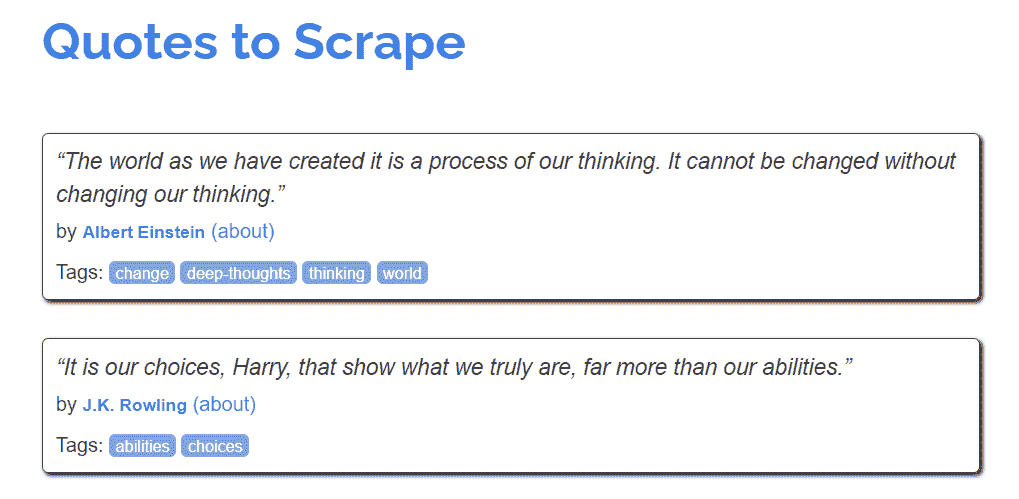 Quotes to Scrape
“The world as we have created it is a process of our thinking. It cannot be changed without
changing our thinking.”
by Albert Einstein (about)
Tags: change deep-thoughts thinking world
“It is our choices, Harry, that show what we truly are, far more than our abilities.”
by J.K. Rowling (about)
Tags: abilities choices